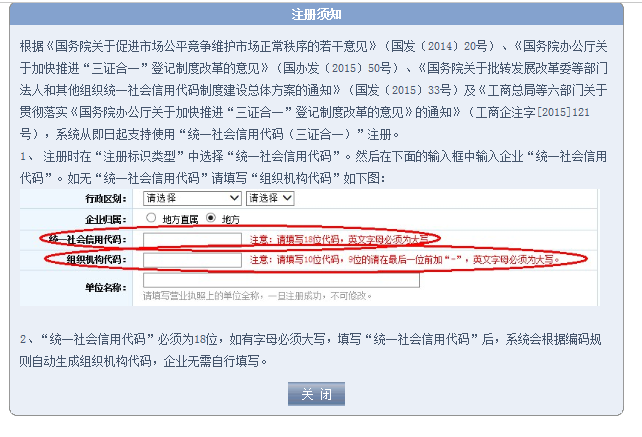 注册须知
根据《国务院关于促进市场公平竞争维护市场正常秩序的若干意见》（国发（2014）20号）、《国务院办公厅关
于加快推进“三证合一”登记制度改革的意见》（国办发（2015）50号）、《国务院关于批转发展改革委等部门
法人和其他组织统一社会信用代码制度建设总体方案的通知》（国发（2015）33号）及《工商总局等六部门关于
贯彻落实《国务院办公厅关于加快推进“三证合一”登记制度改革的意见》的通知》（工商企注字[2015]121
号），系统从即日起支持使用“统一社会信用代码（三证合一）”注册。
1、 注册时在“注册标识类型”中选择“统一社会信用代码”。然后在下面的输入框中输入企业“统一社会信用
代码”。如无“统一社会信用代码”请填写“组织机构代码”如下图：
行政区划： 请选择 请选择
企业归属： 地方直属 地方
统一社会信用代码： 注意：请填写18位代码，英文字母必须为大写。
组织机构代码： 注意：请填写10代码，9位的请在最后一位前加“-”，英文字母必须为大写。
单位名称：
请填写营业执照上的单位全称，一旦注册成功，不可修改。
2、“统一社会信用代码”必须为18位，如有字母必须大写，填写“统一社会信用代码”后，系统会根据编码规
则自动生成组织机构代码，企业无需自行填写。
关 闭